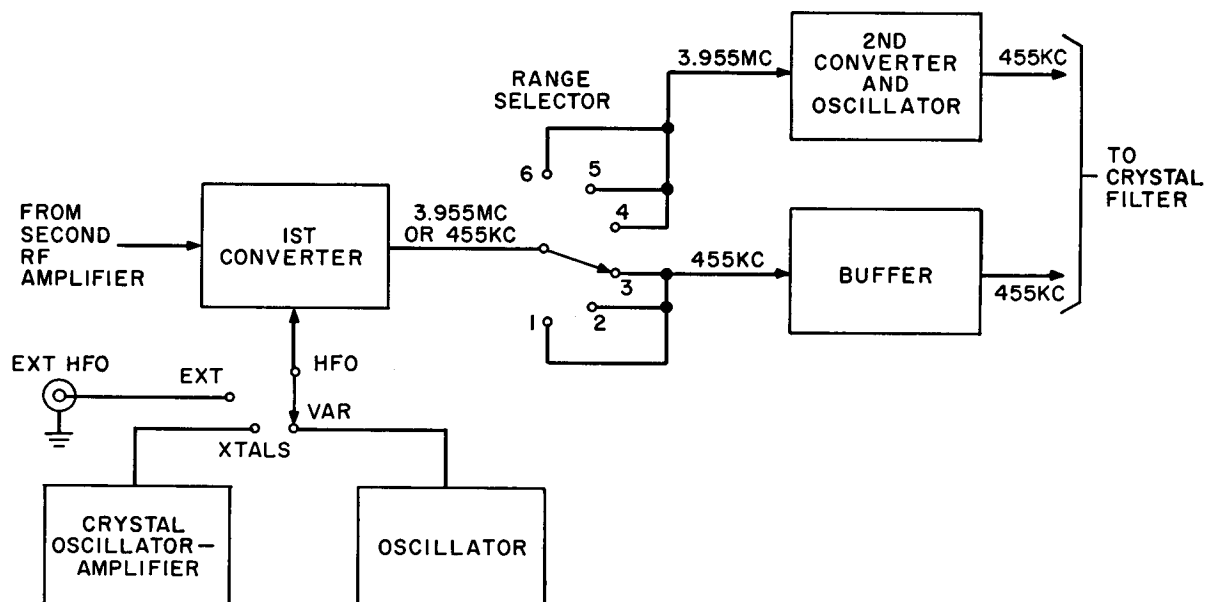 FROM
SECOND
RF
AMPLIFIER
1ST
CONVERTER
3.955MC
OR 455KC
RANGE
SELECTOR
6
5
4
3
2
1
3.955MC
2ND
CONVERTER
AND
OSCILLATOR
455KC
455KC
BUFFER
455KC
TO
CRYSTAL
FILTER
HFO
EXT HFO
EXT
VAR
XTALS
CRYSTAL
OSCILLATOR—
AMPLIFIER
OSCILLATOR